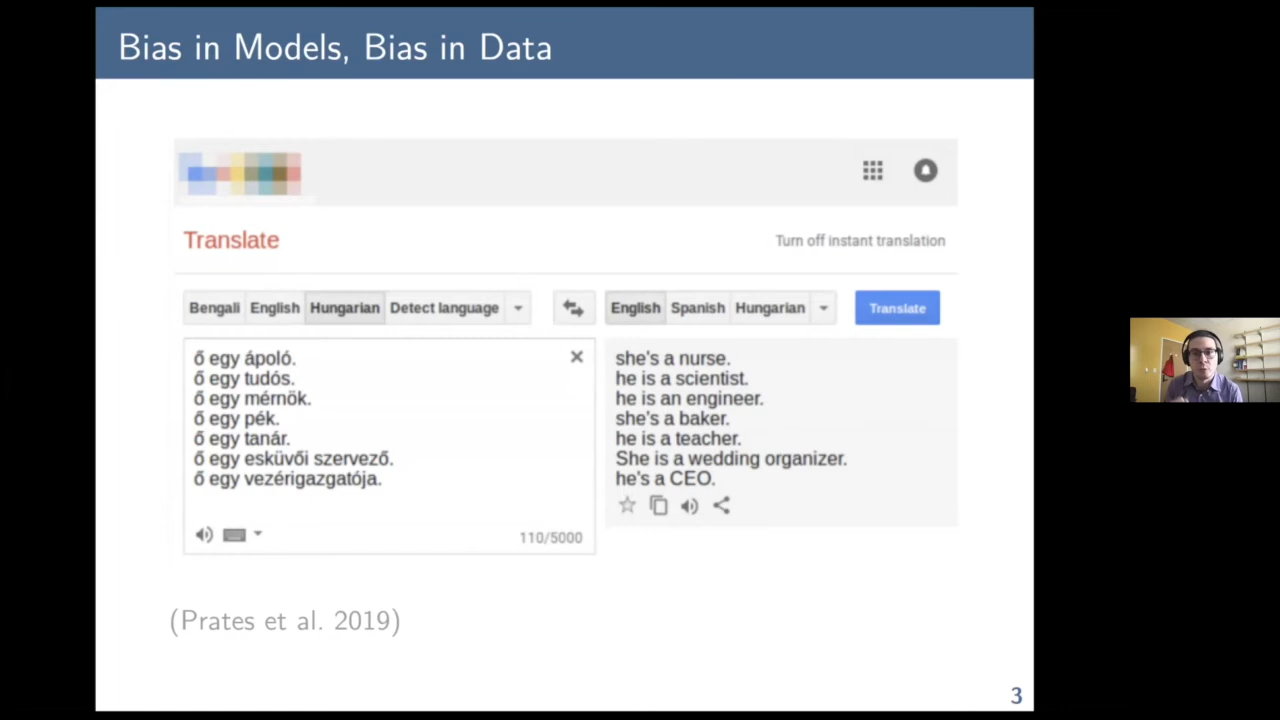 Bias in Models, Bias in Data
Translate
Turn off instant translation
Bengali English Hungarian Detect language
English Spanish Hungarian
Translate
ő egy ápoló.
ő egy tudós.
ő egy mérnök.
ő egy pék.
ő egy tanár.
ő egy esküvői szervező.
ő egy vezérigazgatója.
110/5000
she's a nurse.
he is a scientist.
he is an engineer.
she's a baker.
he is a teacher.
She is a wedding organizer.
he's a CEO.
(Prates et al. 2019)
3